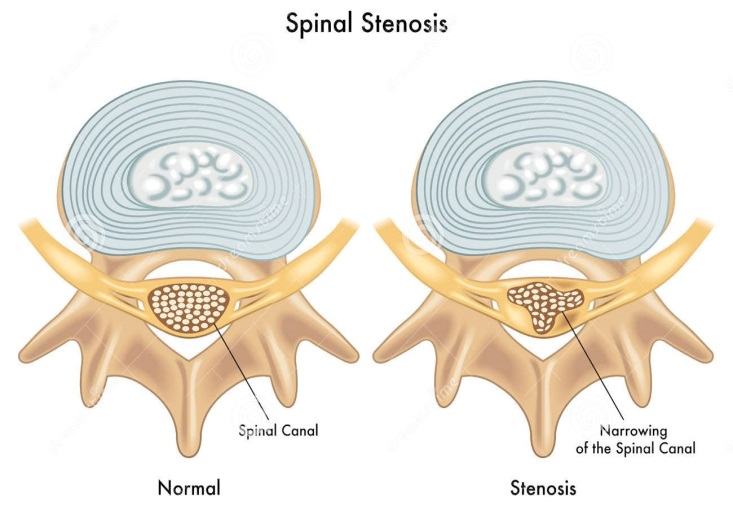 Spinal Stenosis
Spinal Canal
Narrowing
of the Spinal Canal
Normal
Stenosis